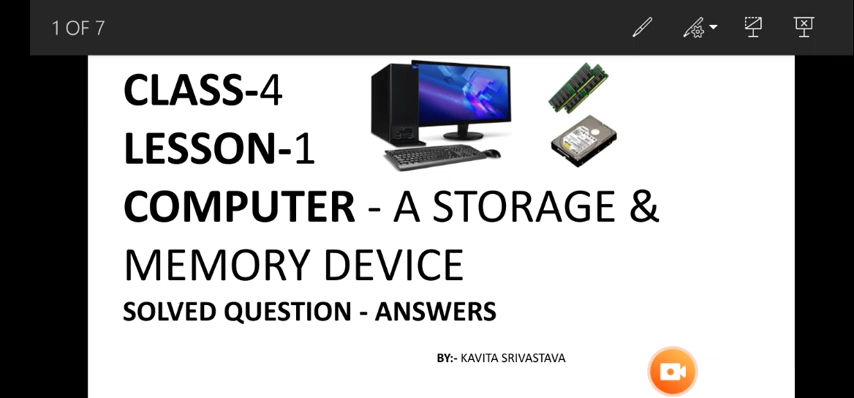 1 OF 7
CLASS-4
LESSON-1
COMPUTER - A STORAGE &
MEMORY DEVICE
SOLVED QUESTION - ANSWERS
BY:- KAVITA SRIVASTAVA